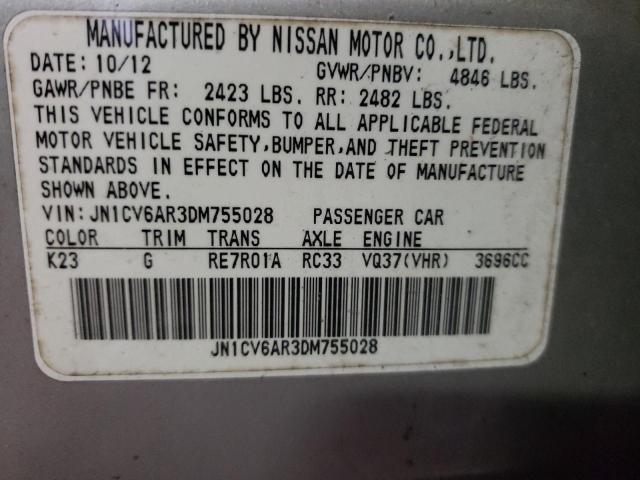 MANUFACTURED BY NISSAN MOTOR CO.,LTD.
DATE: 10/12 GVWR/PNBV: 4846 LBS.
GAWR/PNBE FR: 2423 LBS. RR: 2482 LBS.
THIS VEHICLE CONFORMS TO ALL APPLICABLE FEDERAL
MOTOR VEHICLE SAFETY,BUMPER,AND THEFT PREVENTION
STANDARDS IN EFFECT ON THE DATE OF MANUFACTURE
SHOWN ABOVE.
VIN:JN1CV6AR3DM755028 PASSENGER CAR
COLOR TRIM TRANS AXLE ENGINE
K23 G RE7R01A RC33 VQ37(VHR) 3696CC
JN1CV6AR3DM755028